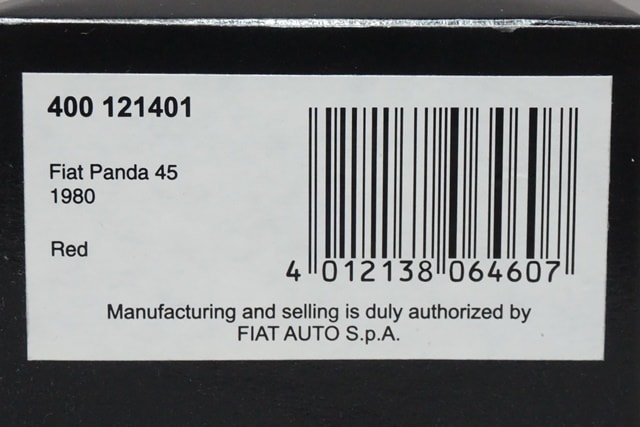 400 121401
Fiat Panda 45
1980
Red
4 012138 064607
Manufacturing and selling is duly authorized by
FIAT AUTO S.p.A.